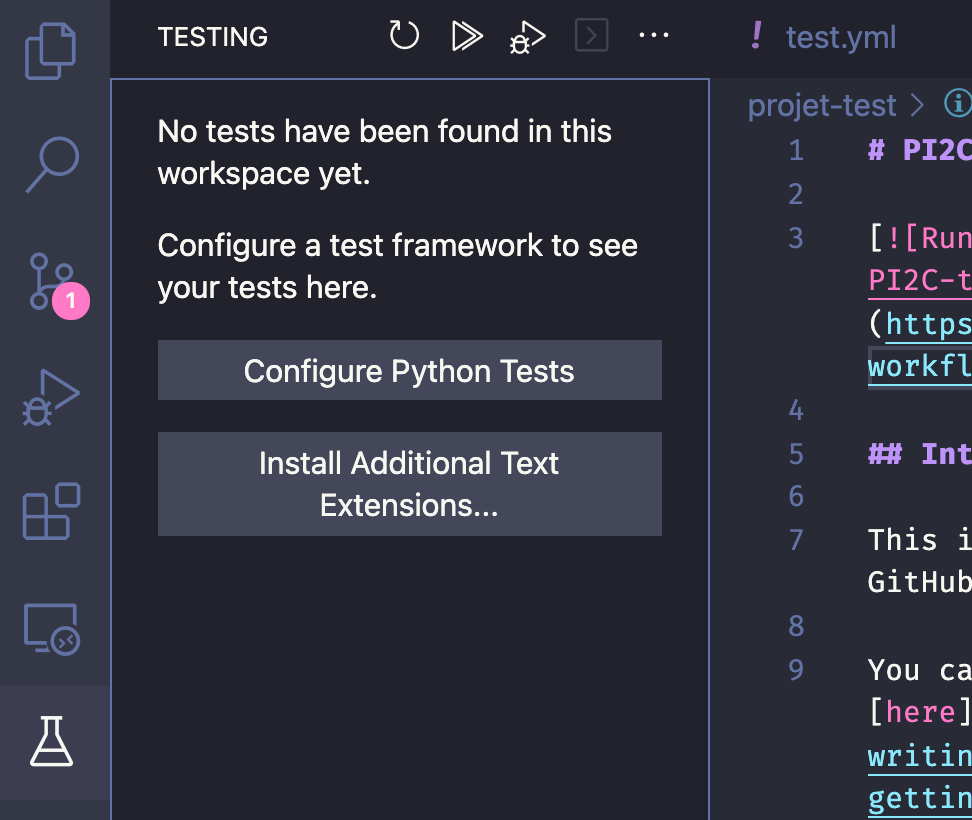 TESTING
No tests have been found in this
workspace yet.
Configure a test framework to see
your tests here.
Configure Python Tests
Install Additional Text
Extensions...
1
! test.yml
projet-test >
1 # PI2C
2
3 [![Run
PI2C-t
(https
workfl
4
5 ## Int
6
7 This i
GitHub
8
9 You ca
[here]
writin
gettin